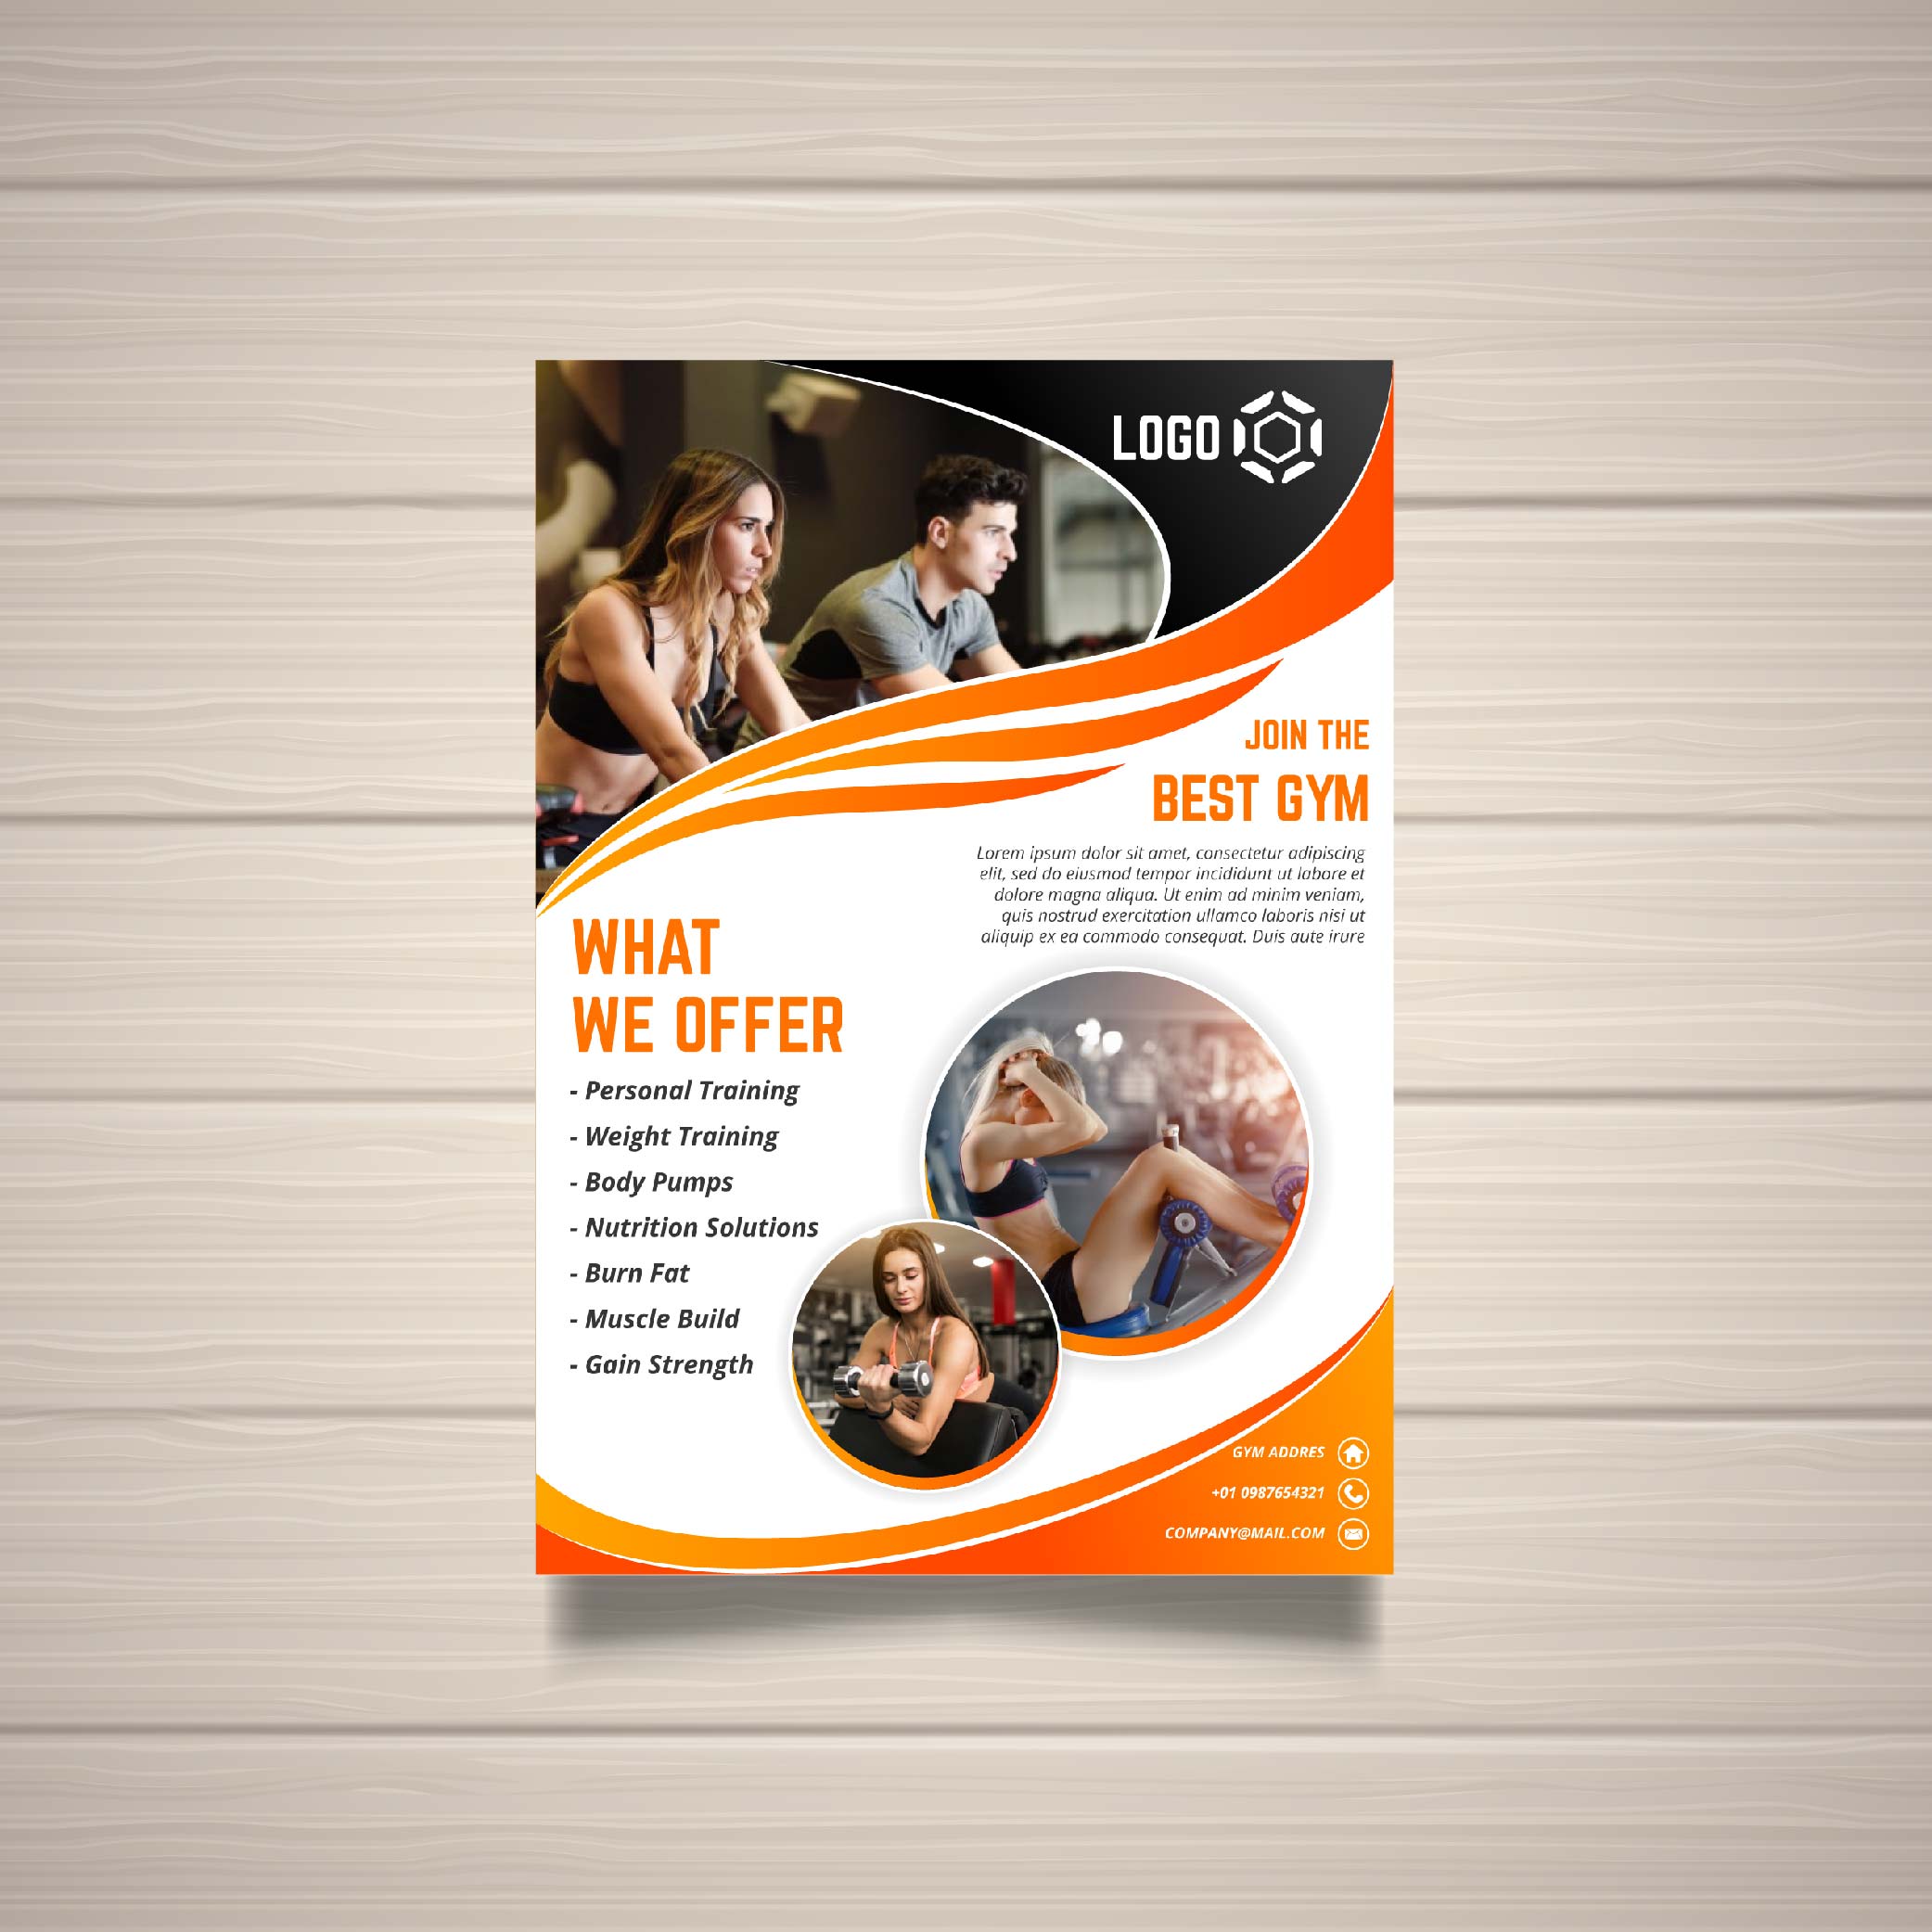 LOGO
JOIN THE
BEST GYM
Lorem ipsum dolor sit amet, consectetur adipiscing
elit, sed do eiusmod tempor incididunt ut labore et
dolore magna aliqua. Ut enim ad minim veniam,
quis nostrud exercitation ullamco laboris nisi ut
aliquip ex ea commodo consequat. Duis aute irure
WHAT
WE OFFER
- Personal Training
- Weight Training
- Body Pumps
- Nutrition Solutions
- Burn Fat
- Muscle Build
- Gain Strength
GYM ADDRES
+01 0987654321
COMPANY@MAIL.COM